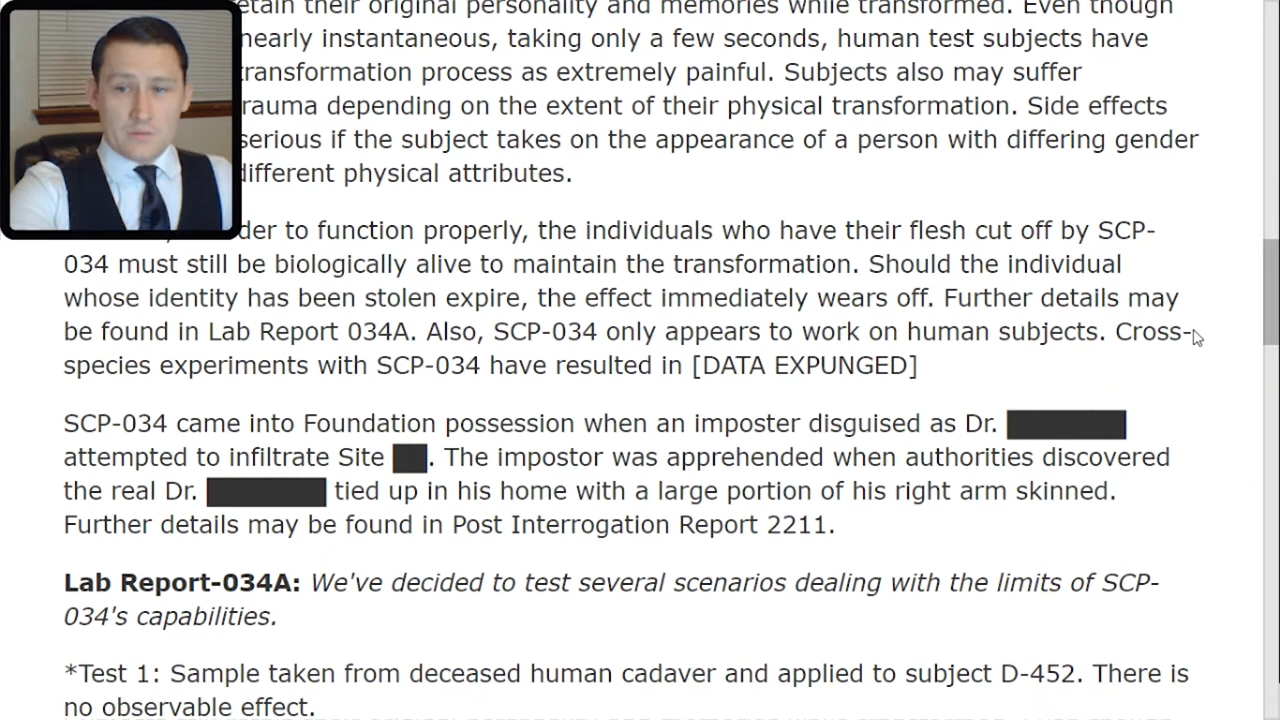 etain their original personality and memories while transformed. Even though
nearly instantaneous, taking only a few seconds, human test subjects have
transformation process as extremely painful. Subjects also may suffer
rauma depending on the extent of their physical transformation. Side effects
serious if the subject takes on the appearance of a person with differing gender
different physical attributes.
der to function properly, the individuals who have their flesh cut off by SCP-
034 must still be biologically alive to maintain the transformation. Should the individual
whose identity has been stolen expire, the effect immediately wears off. Further details may
be found in Lab Report 034A. Also, SCP-034 only appears to work on human subjects. Cross-
species experiments with SCP-034 have resulted in [DATA EXPUNGED]
SCP-034 came into Foundation possession when an imposter disguised as Dr.
attempted to infiltrate Site . The impostor was apprehended when authorities discovered
the real Dr. tied up in his home with a large portion of his right arm skinned.
Further details may be found in Post Interrogation Report 2211.
Lab Report-034A: We've decided to test several scenarios dealing with the limits of SCP-
034's capabilities.
*Test 1: Sample taken from deceased human cadaver and applied to subject D-452. There is
no observable effect.